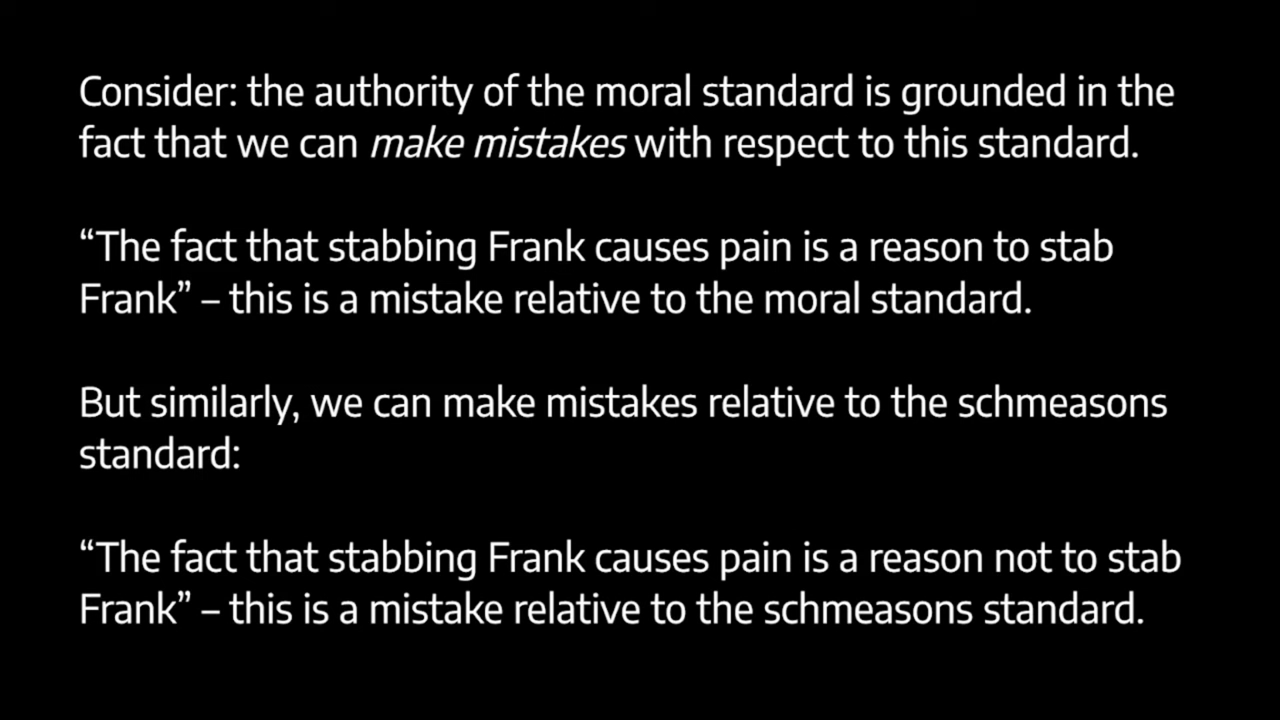 Consider: the authority of the moral standard is grounded in the
fact that we can make mistakes with respect to this standard.
“The fact that stabbing Frank causes pain is a reason to stab
Frank” – this is a mistake relative to the moral standard.
But similarly, we can make mistakes relative to the schmeasons
standard:
“The fact that stabbing Frank causes pain is a reason not to stab
Frank” – this is a mistake relative to the schmeasons standard.